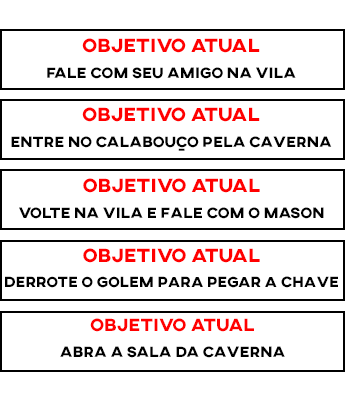 OBJETIVO ATUAL
FALE COM SEU AMIGO NA VILA
OBJETIVO ATUAL
ENTRE NO CALABOUÇO PELA CAVERNA
OBJETIVO ATUAL
VOLTE NA VILA E FALE COM O MASON
OBJETIVO ATUAL
DERROTE O GOLEM PARA PEGAR A CHAVE
OBJETIVO ATUAL
ABRA A SALA DA CAVERNA